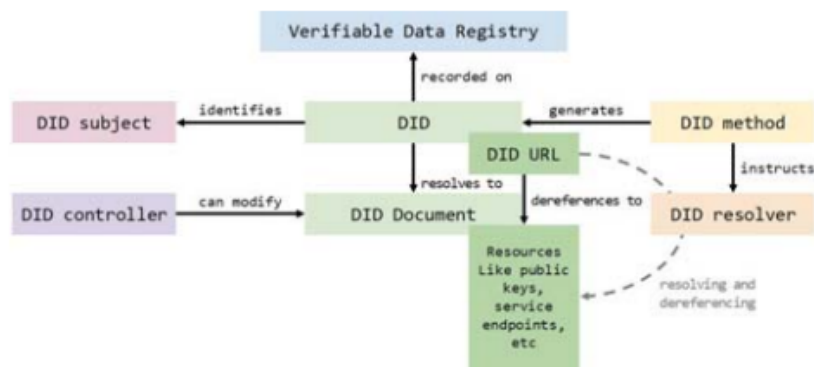 Verifiable Data Registry
recorded on
identifies
generates
DID subject
DID
DID method
DID URL
instructs
resolves to
dereferences to
can modify
DID controller
DID Document
DID resolver
Resources
Like public
keys,
service
endpoints,
etc
resolving and
dereferencing